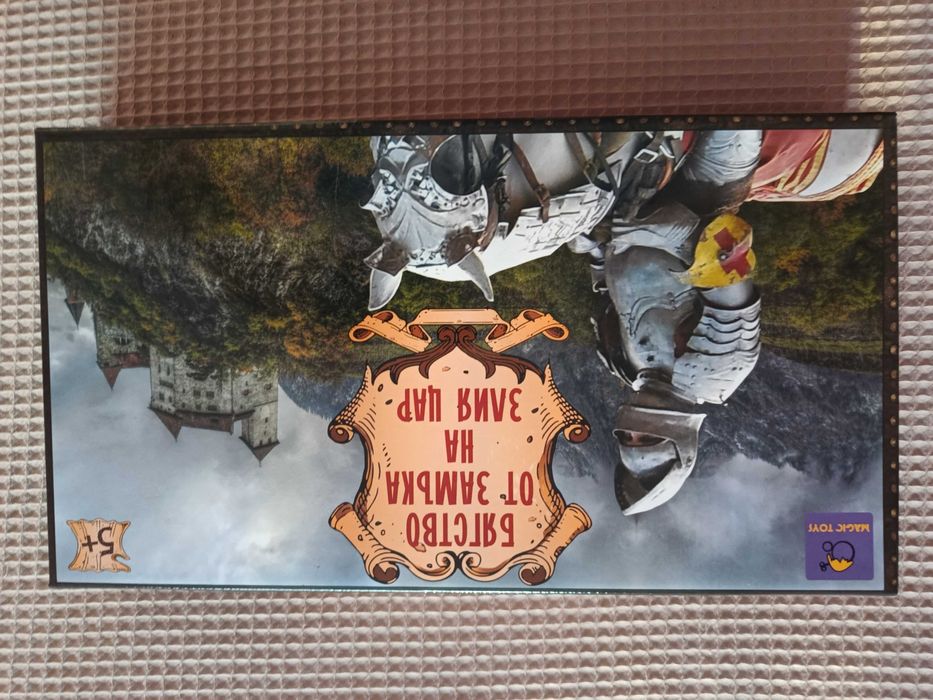 MAGIC TOYS
БЯГСТВО
ОТ ЗАМЪКА
НА
ЗЛИЯ ЦАР
5+